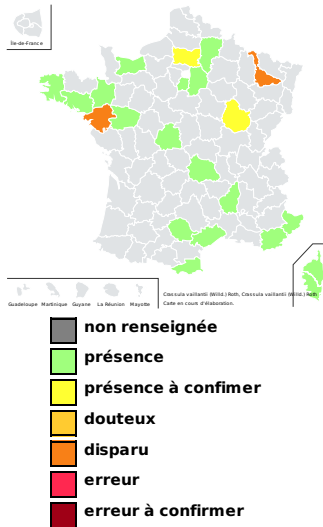 Île-de-France
Guadeloupe Martinique Guyane La Réunion Mayotte
Crassula vaillantii (Willd.) Roth, Crassula vaillantii (Willd.) Roth
Carte en cours d'élaboration.
non renseignée
présence
présence à confimer
douteux
disparu
erreur
erreur à confirmer